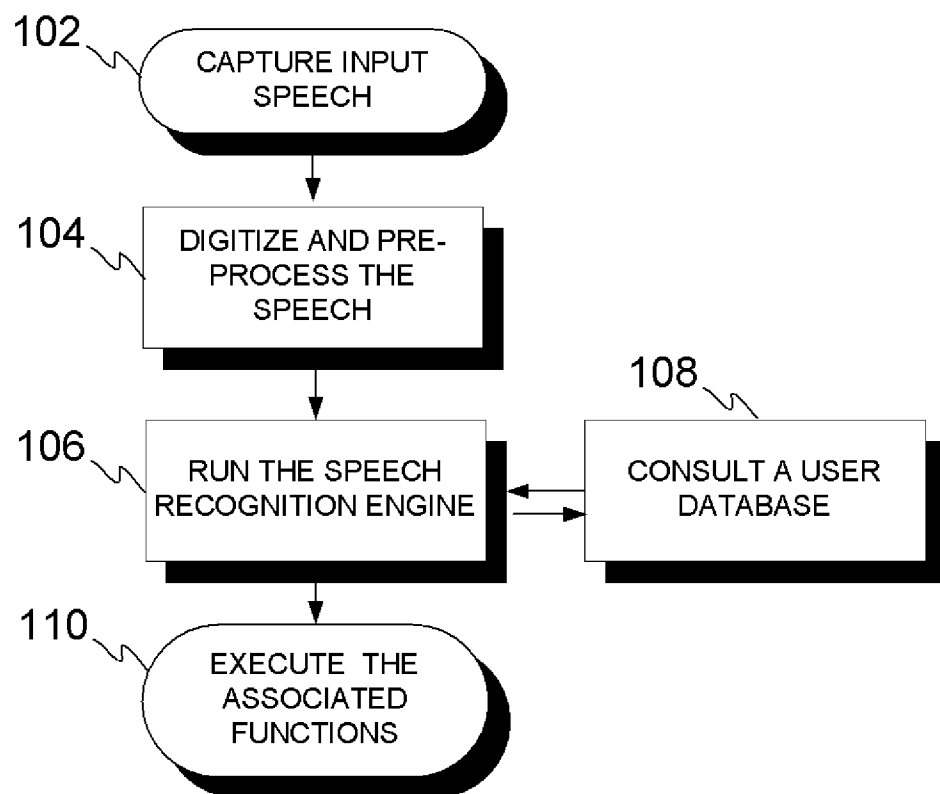 102
CAPTURE INPUT
SPEECH
104
DIGITIZE AND PRE-
PROCESS THE
SPEECH
106
RUN THE SPEECH
RECOGNITION ENGINE
108
CONSULT A USER
DATABASE
110
EXECUTE THE
ASSOCIATED
FUNCTIONS